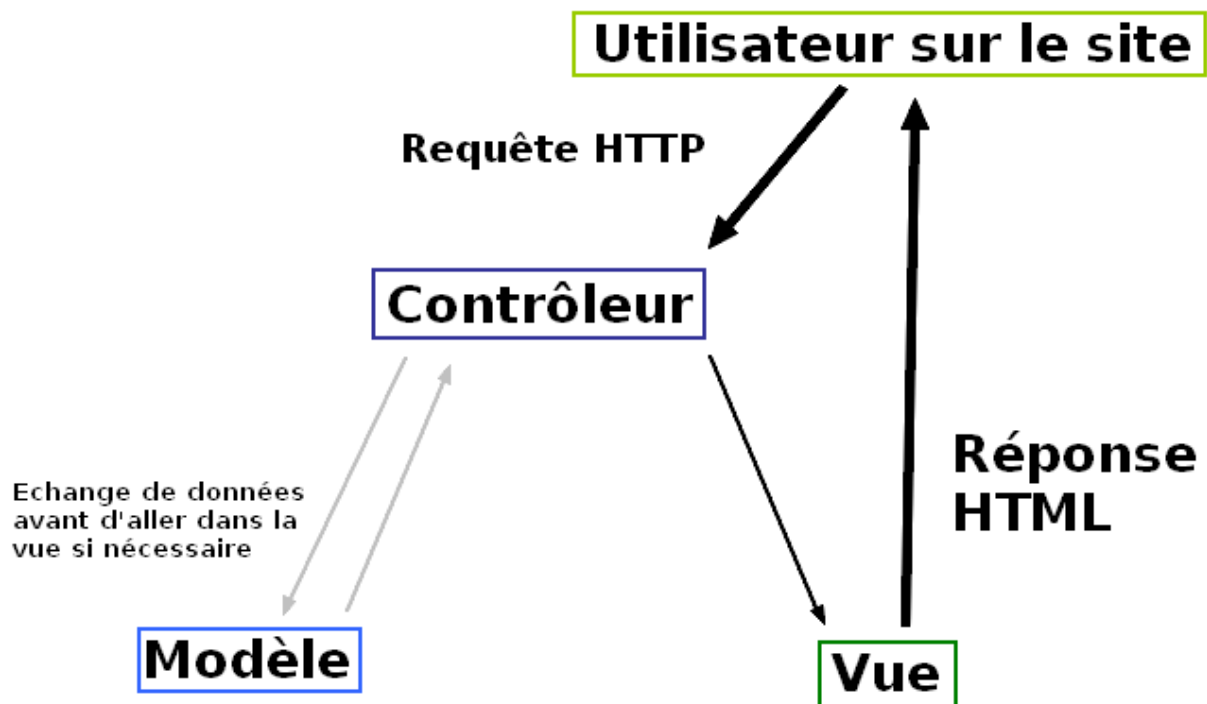 Utilisateur sur le site
Requête HTTP
Contrôleur
Echange de données
avant d'aller dans la
vue si nécessaire
Réponse
HTML
Modèle
Vue